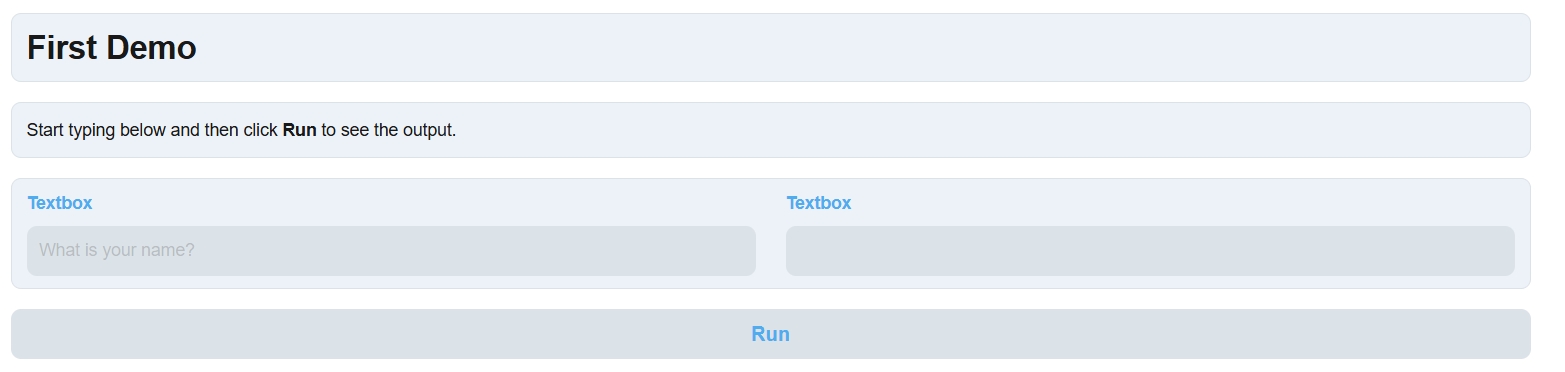 First Demo
Start typing below and then click Run to see the output.
Textbox
What is your name?
Textbox
Run